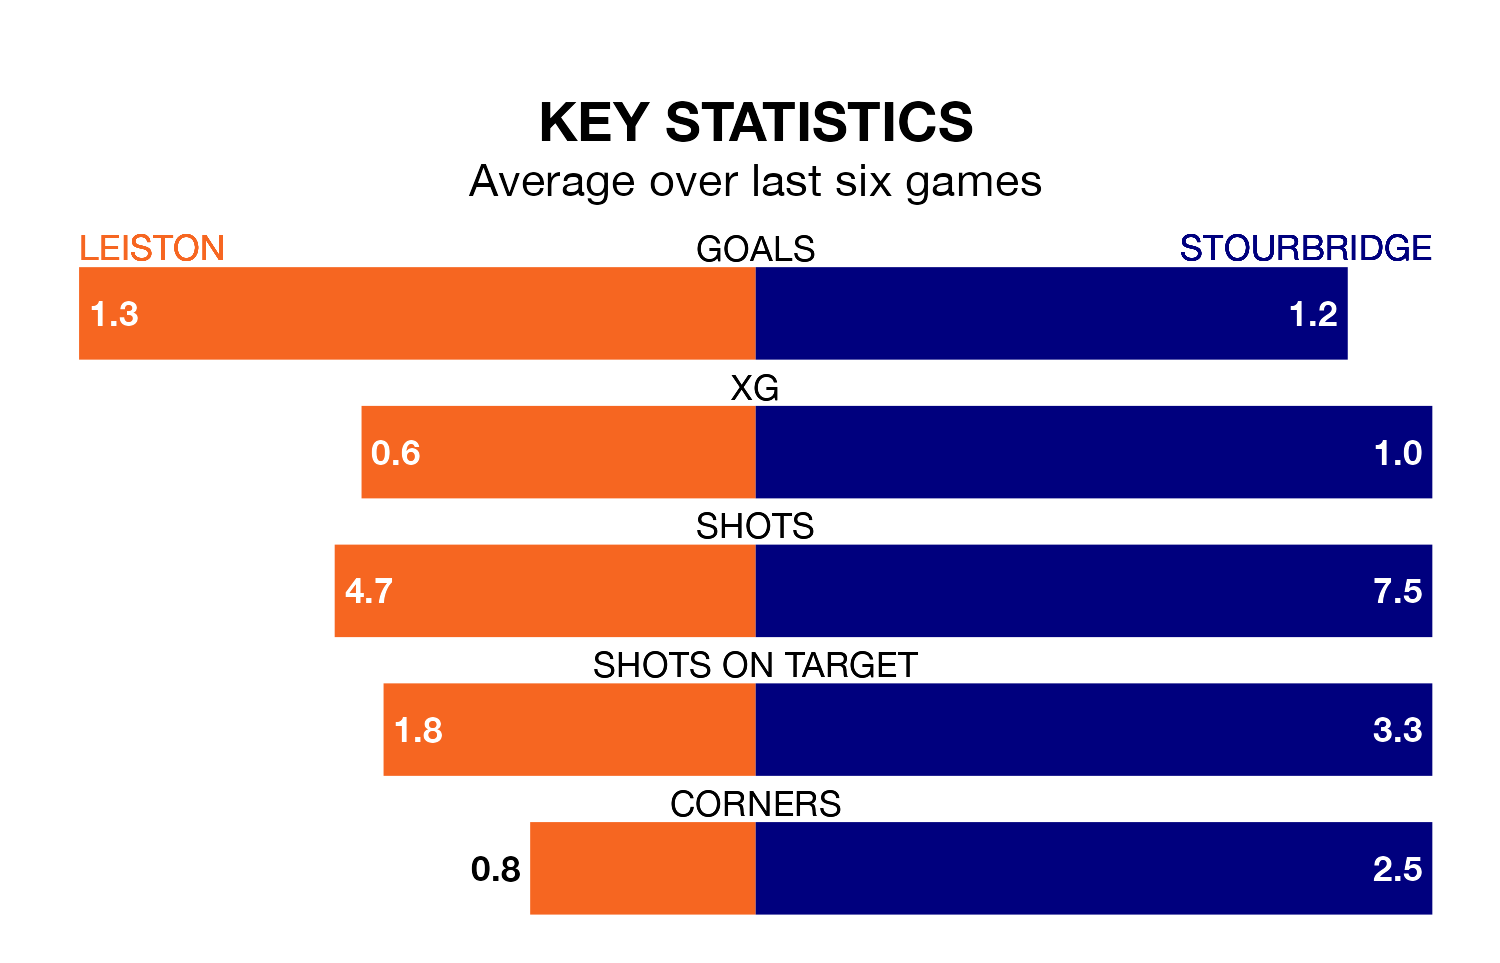 KEY STATISTICS
Average over last six games
LEISTON GOALS STOURBRIDGE
1.3 1.2
XG
0.6 1.0
SHOTS
4.7 7.5
SHOTS ON TARGET
1.8 3.3
CORNERS
0.8 2.5